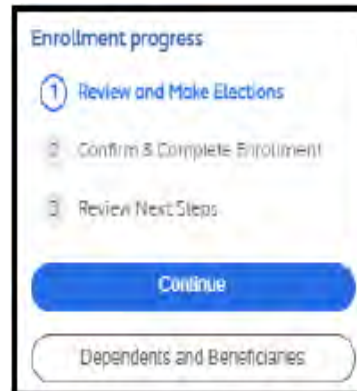 Enrollment progress
1 Review and Make Elections
2 Confirm & Complete Enrollment
3 Review Next Steps
Continue
Dependents and Beneficiaries